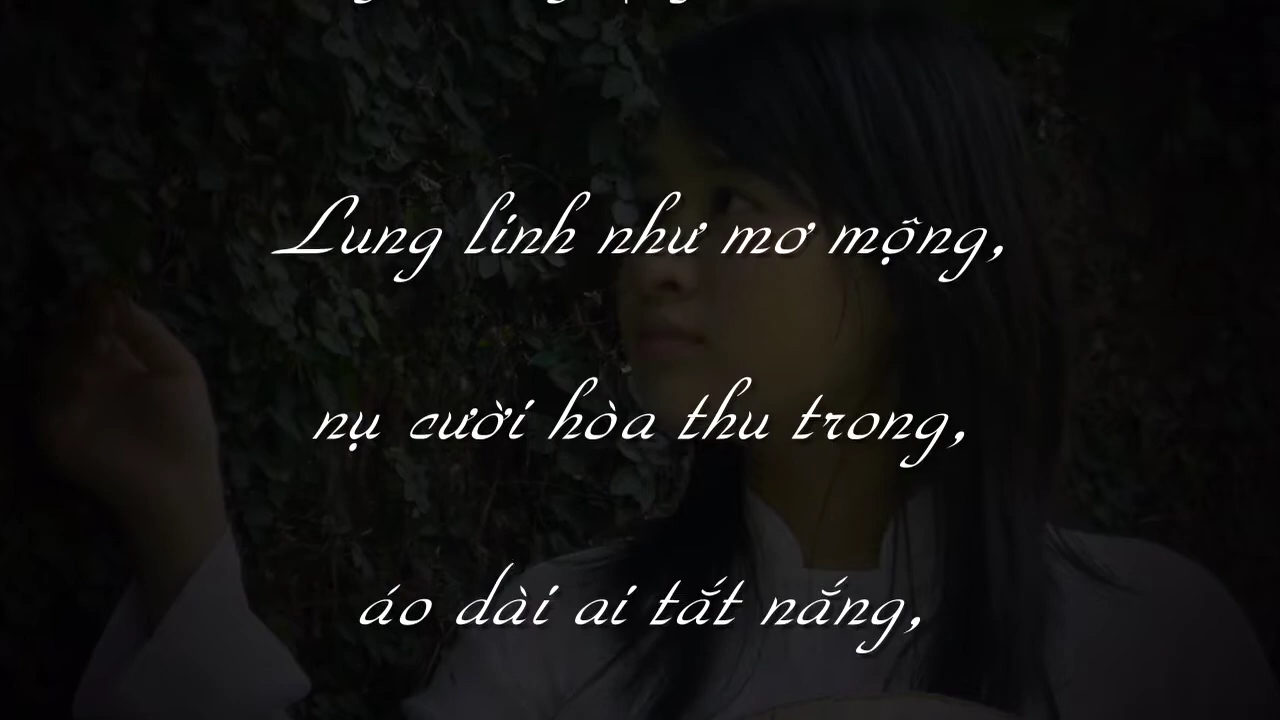 Lung linh như mơ mộng,
nụ cười hòa thu trong,
áo dài ai tắt nắng,